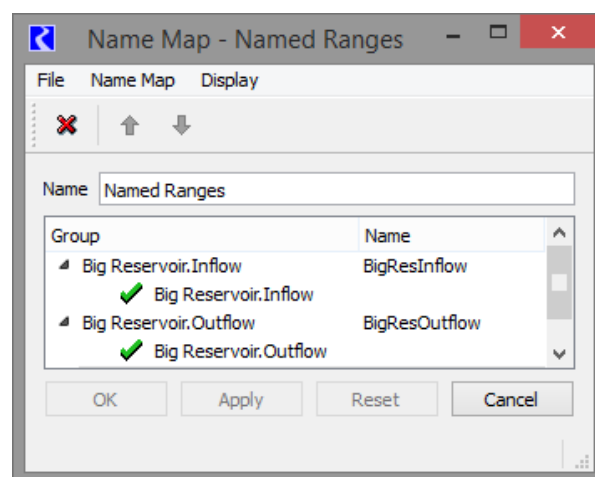 Name Map - Named Ranges
File Name Map Display
Name Named Ranges
Group Name
Big Reservoir.Inflow BigResInflow
Big Reservoir.Inflow
Big Reservoir.Outflow BigResOutflow
Big Reservoir.Outflow
OK Apply Reset Cancel